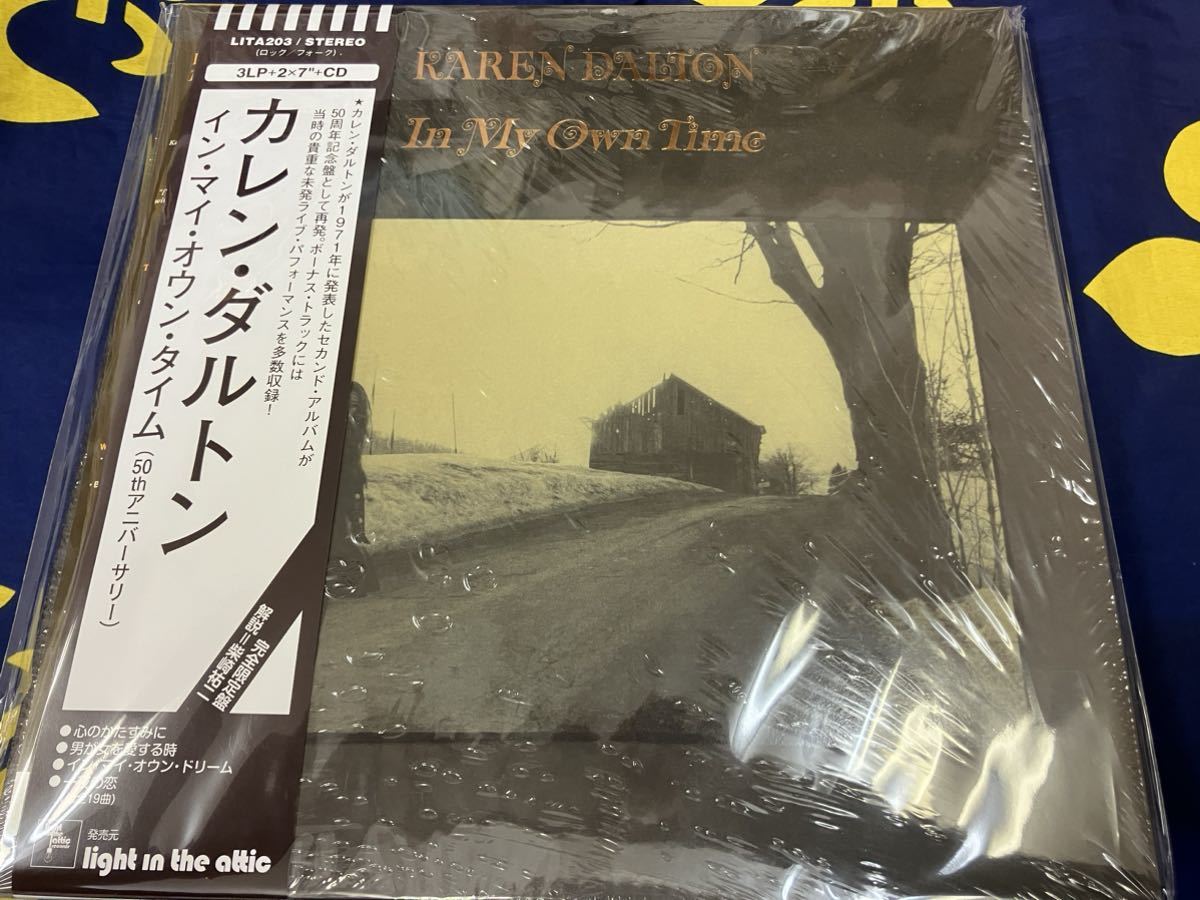 LITA203 / STEREO
(ロック/フォーク)
3LP+2×7"+CD
★カレン・ダルトンが1971年に発表したセカンド・アルバムが
50周年記念盤として再発。ボーナス・トラックには
当時の貴重な未発ライブ・パフォーマンスを多数収録!
カレン・ダルトン
イン・マイ・オウン・タイム(50thアニバーサリー)
完全限定盤
解説=柴崎祐二
●心のかたすみに
●男が女を愛する時
●イン・マイ・オウン・ドリーム
の恋
19曲)
発売元
light in the attic
KAREN DALTON
In My Own Time